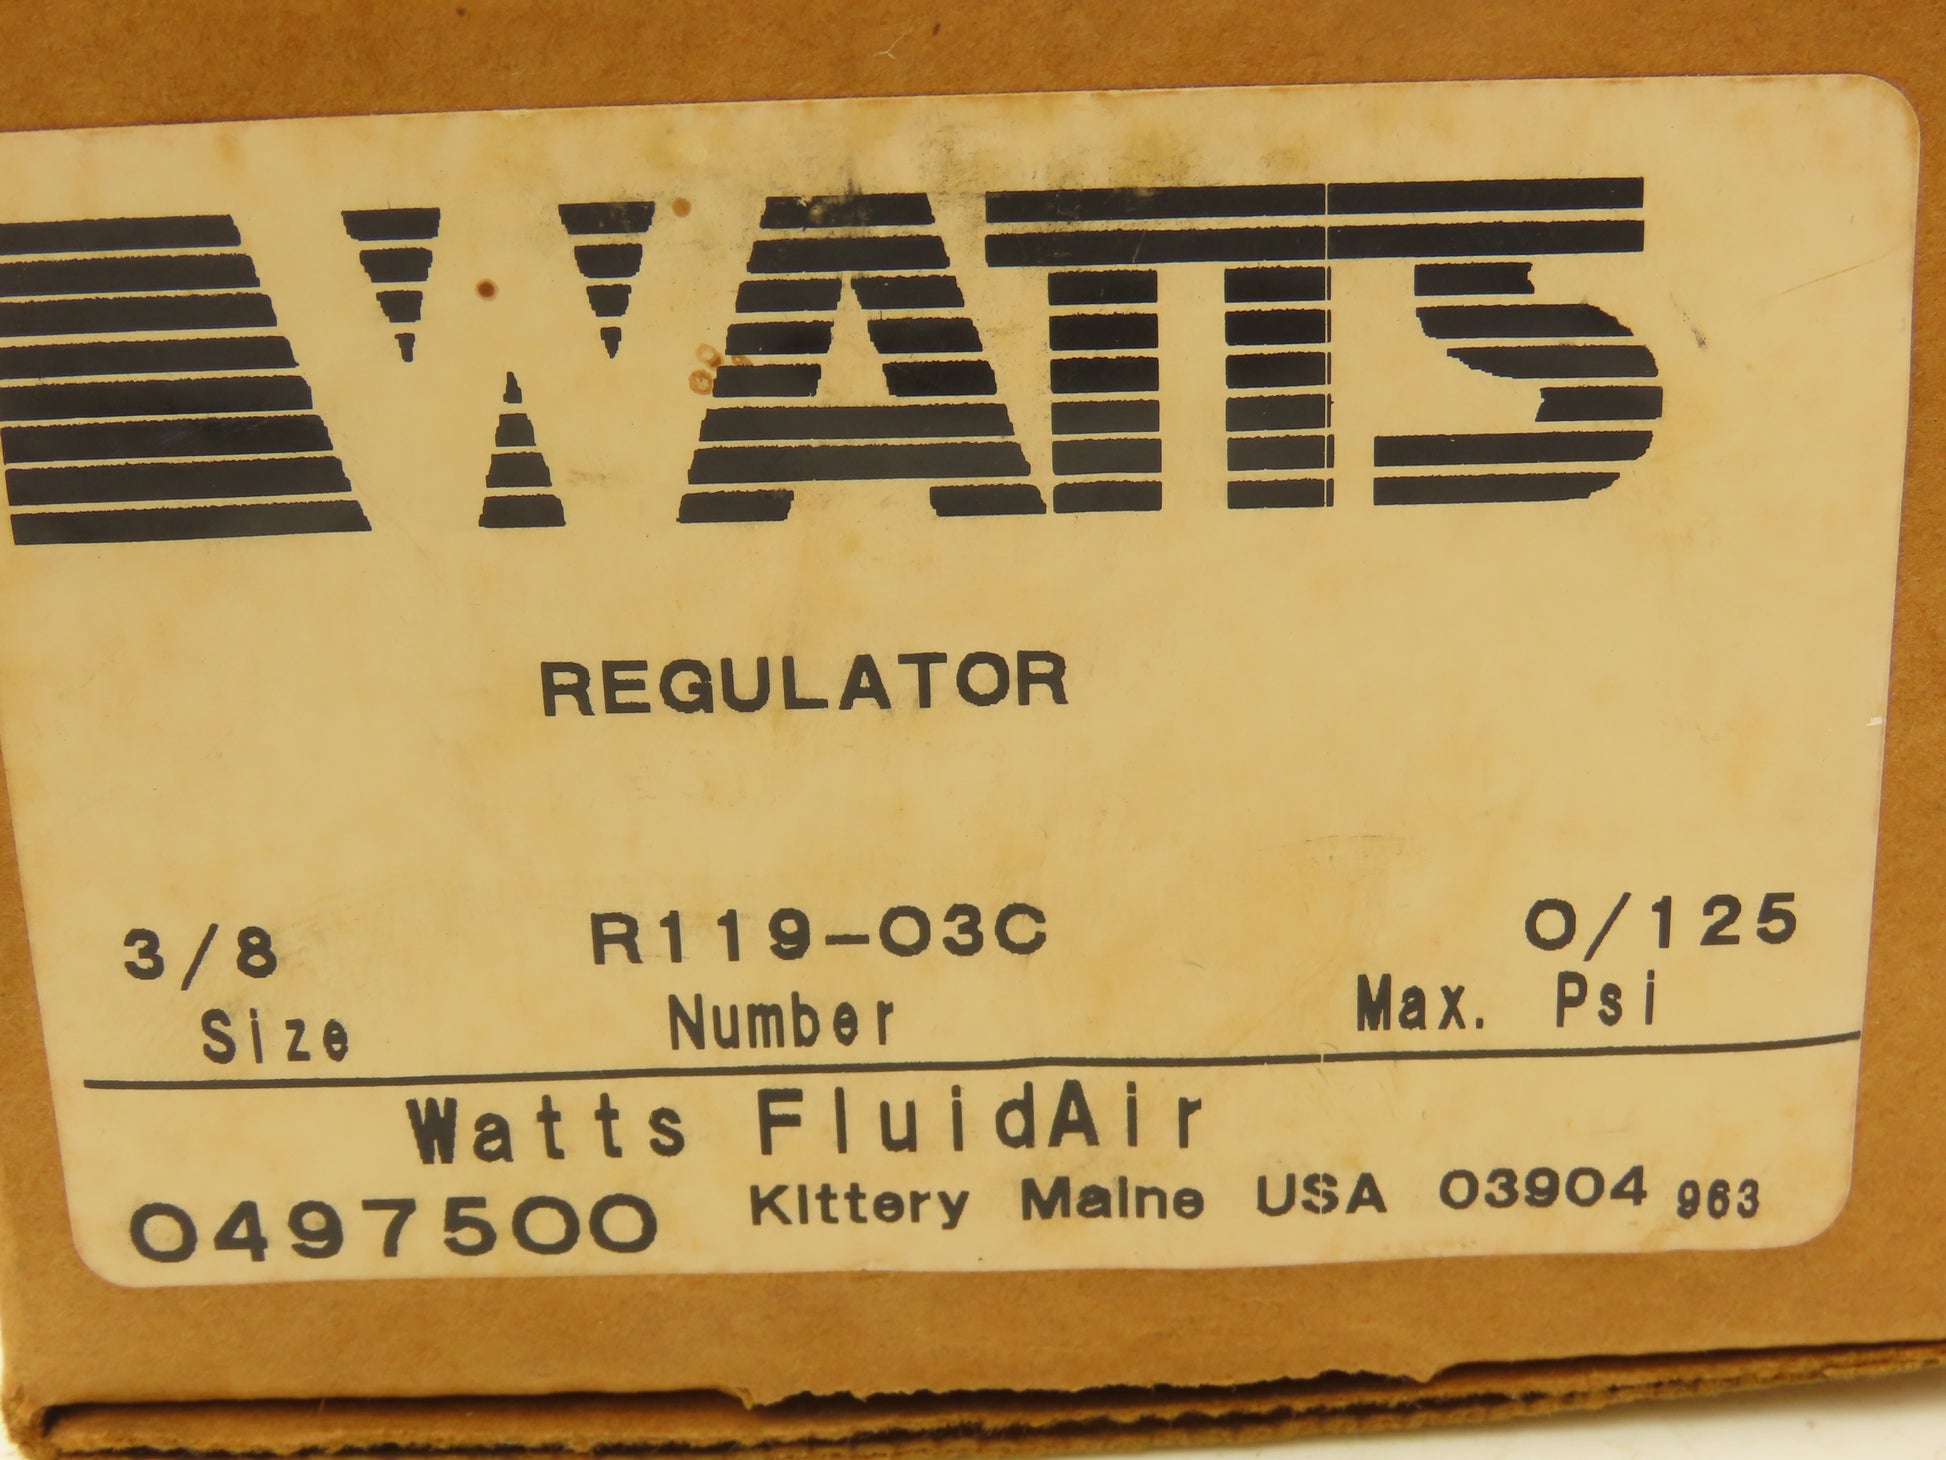 WATTS
REGULATOR
3/8 R119-03C 0/125
Size Number Max. Psi
Watts FluidAir
0497500 Kittery Maine USA 03904 963